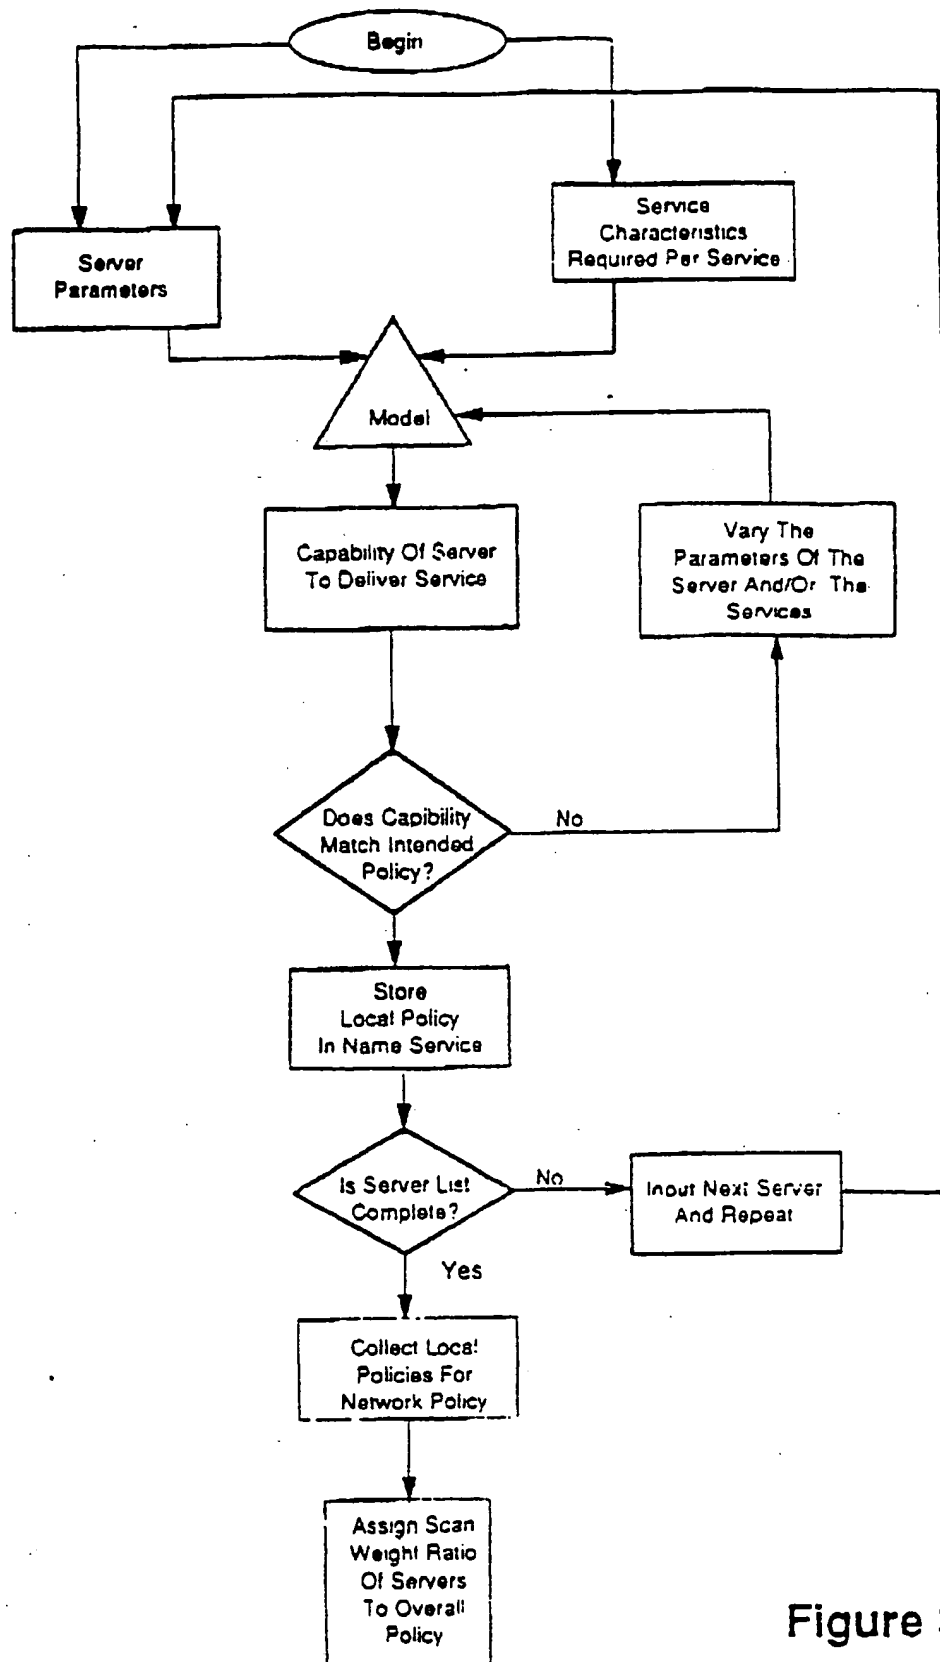 Begin
Service
Characteristics
Required Per Service
Server
Parameters
Model
Capability Of Server
To Deliver Service
Vary The
Parameters Of The
Server And/Or The
Services
Does Capibility
Match Intended
Policy?
No
Store
Local Policy
In Name Service
Is Server List
Complete?
No
Input Next Server
And Repeat
Yes
Collect Local
Policies For
Network Policy
Assign Scan
Weight Ratio
Of Servers
To Overall
Policy
Figure